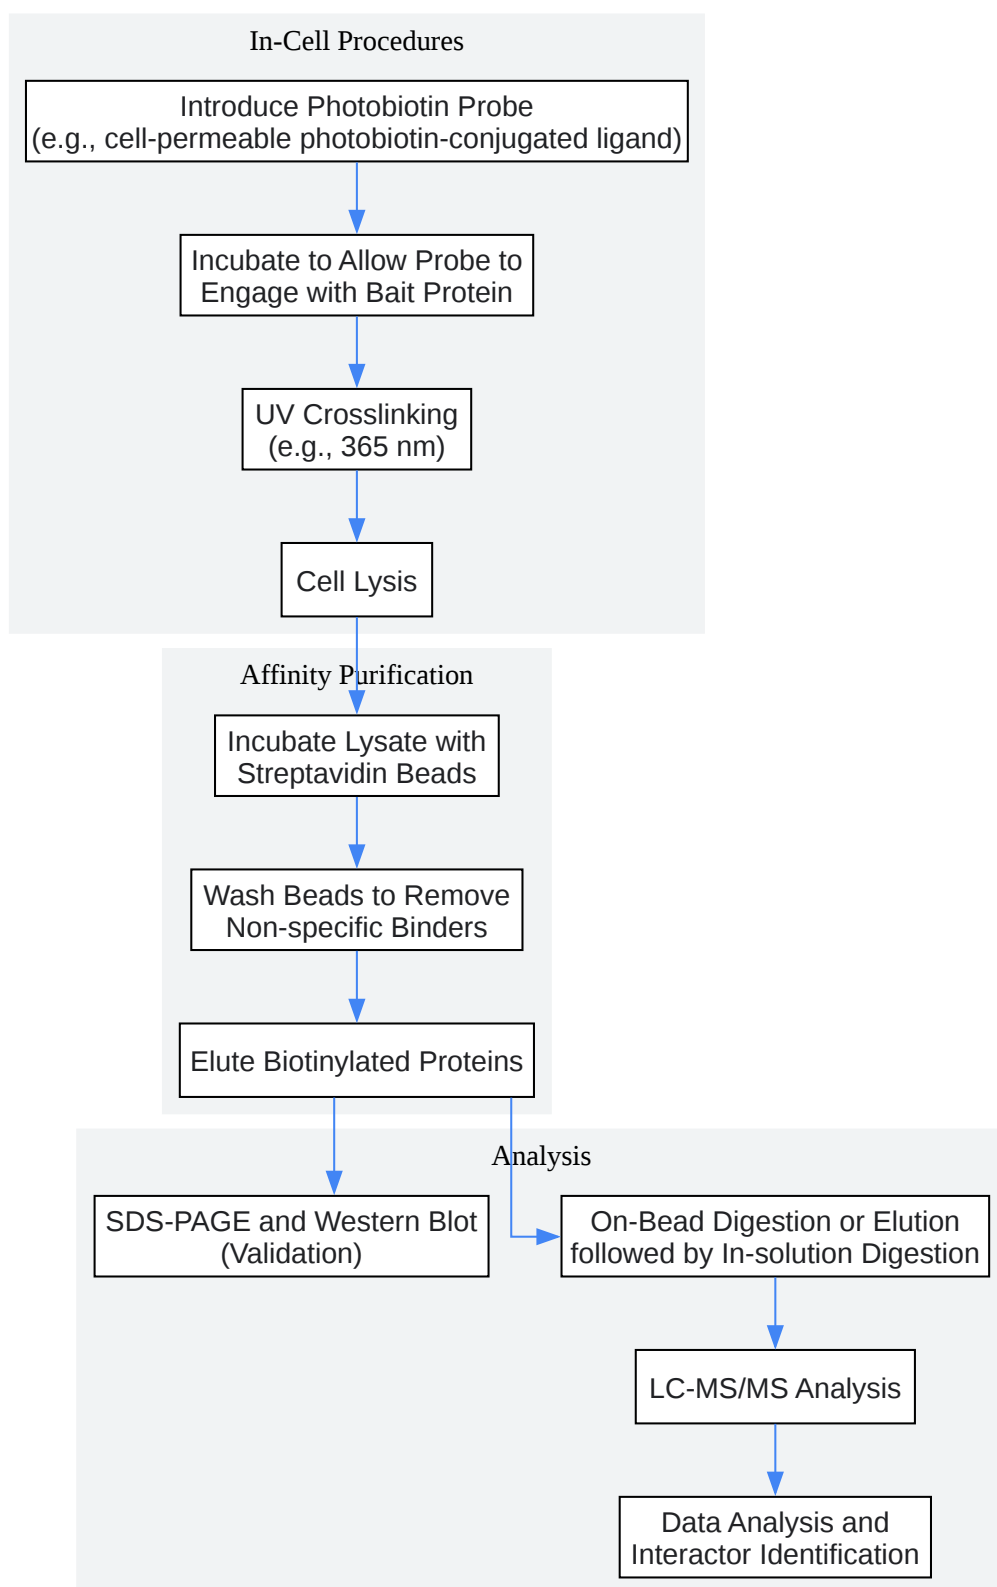 In-Cell Procedures
Introduce Photobiotin Probe
(e.g., cell-permeable photobiotin-conjugated ligand)
Incubate to Allow Probe to
Engage with Bait Protein
UV Crosslinking
(e.g., 365 nm)
Cell Lysis
Affinity Purification
Incubate Lysate with
Streptavidin Beads
Wash Beads to Remove
Non-specific Binders
Elute Biotinylated Proteins
Analysis
SDS-PAGE and Western Blot
(Validation)
On-Bead Digestion or Elution
followed by In-solution Digestion
LC-MS/MS Analysis
Data Analysis and
Interactor Identification